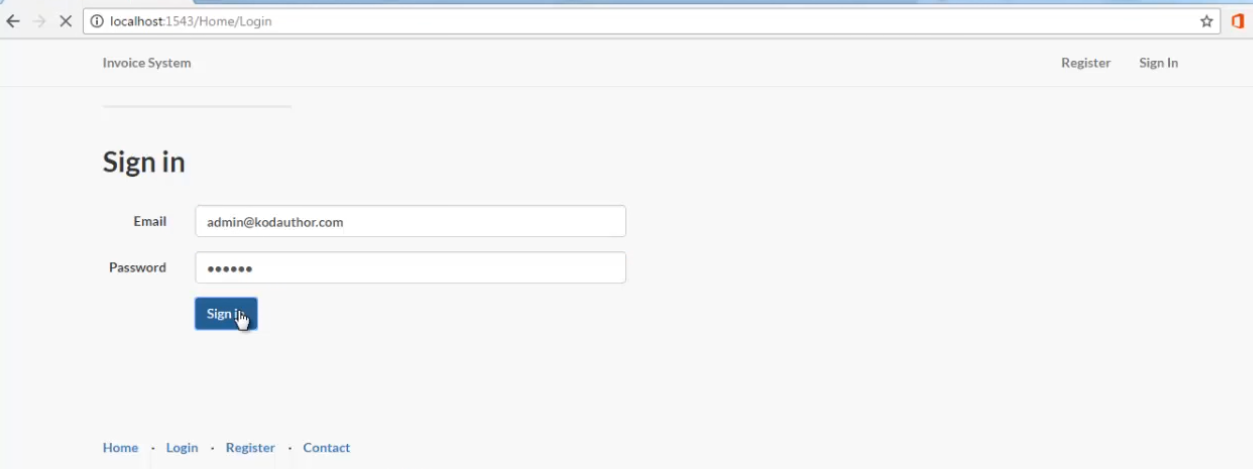 localhost:1543/Home/Login
Invoice System Register Sign In
Sign in
Email admin@kodauthor.com
Password ••••••
Sign in
Home · Login · Register · Contact